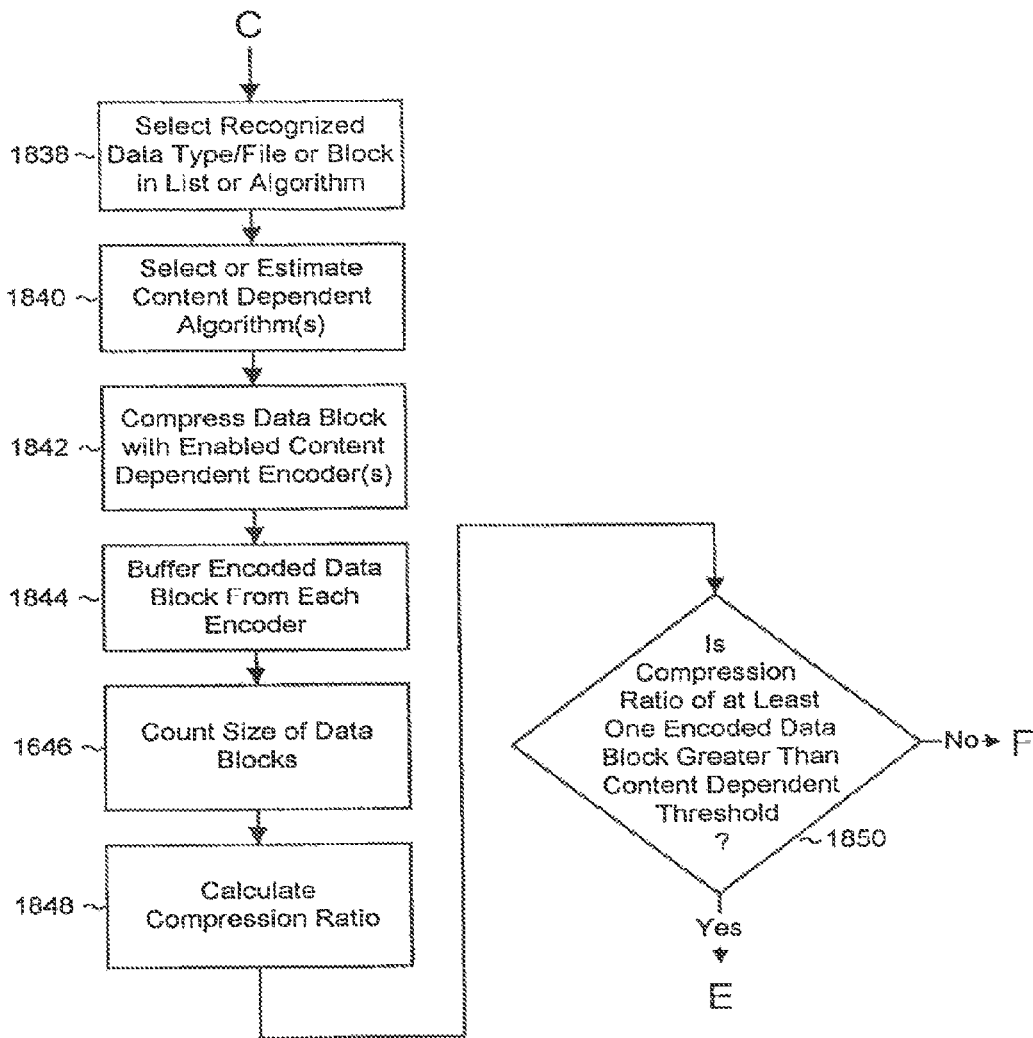 C
1838
Select Recognized
Data Type/File or Block
in List or Algorithm
1840
Select or Estimate
Content Dependent
Algorithm(s)
1842
Compress Data Block
with Enabled Content
Dependent Encoder(s)
1844
Buffer Encoded Data
Block From Each
Encoder
1646
Count Size of Data
Blocks
1848
Calculate
Compression Ratio
Is
Compression
Ratio of at Least
One Encoded Data
Block Greater Than
Content Dependent
Threshold
?
1850
No
F
Yes
E